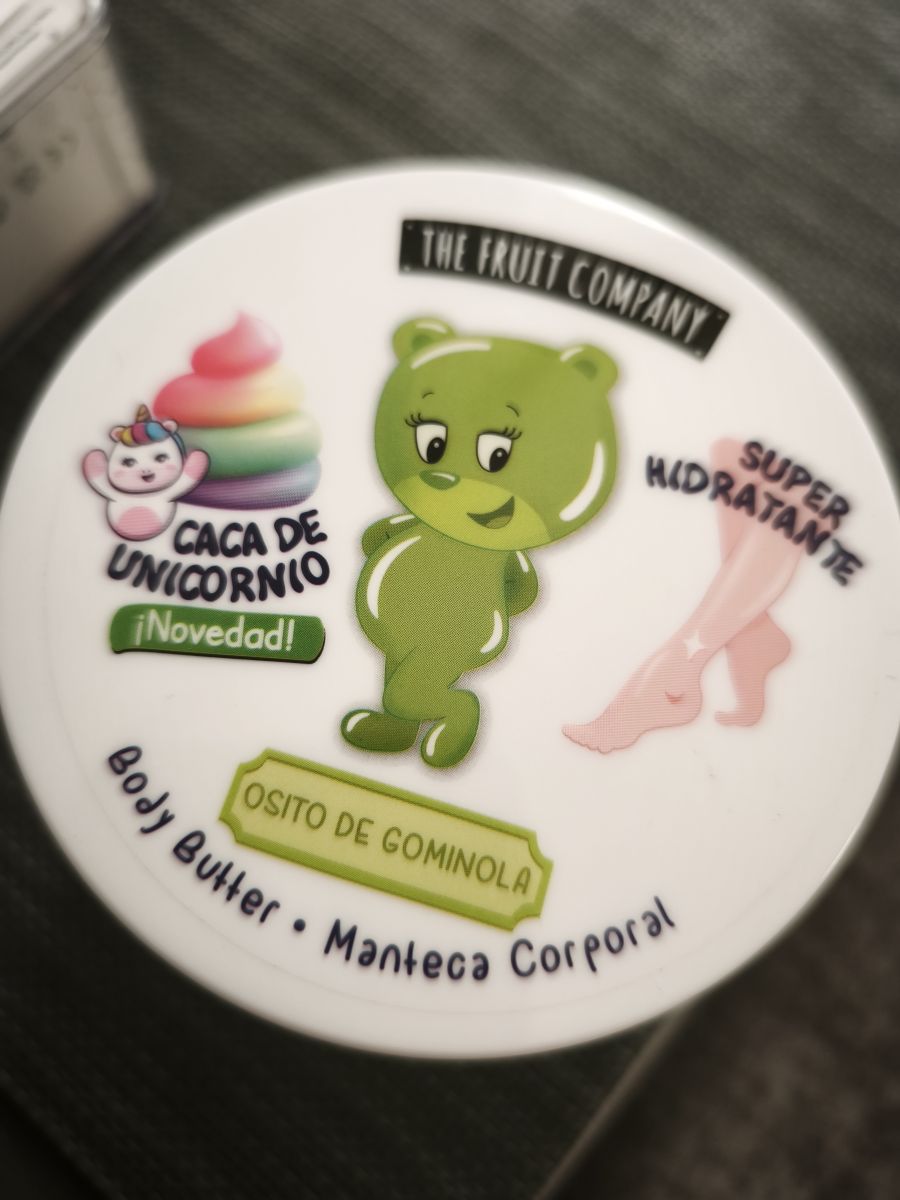 THE FRUIT COMPANY
CACA DE
UNICORNIO
¡Novedad!
SUPER
HIDRATANTE
OSITO DE GOMINOLA
Body Butter • Manteca Corporal